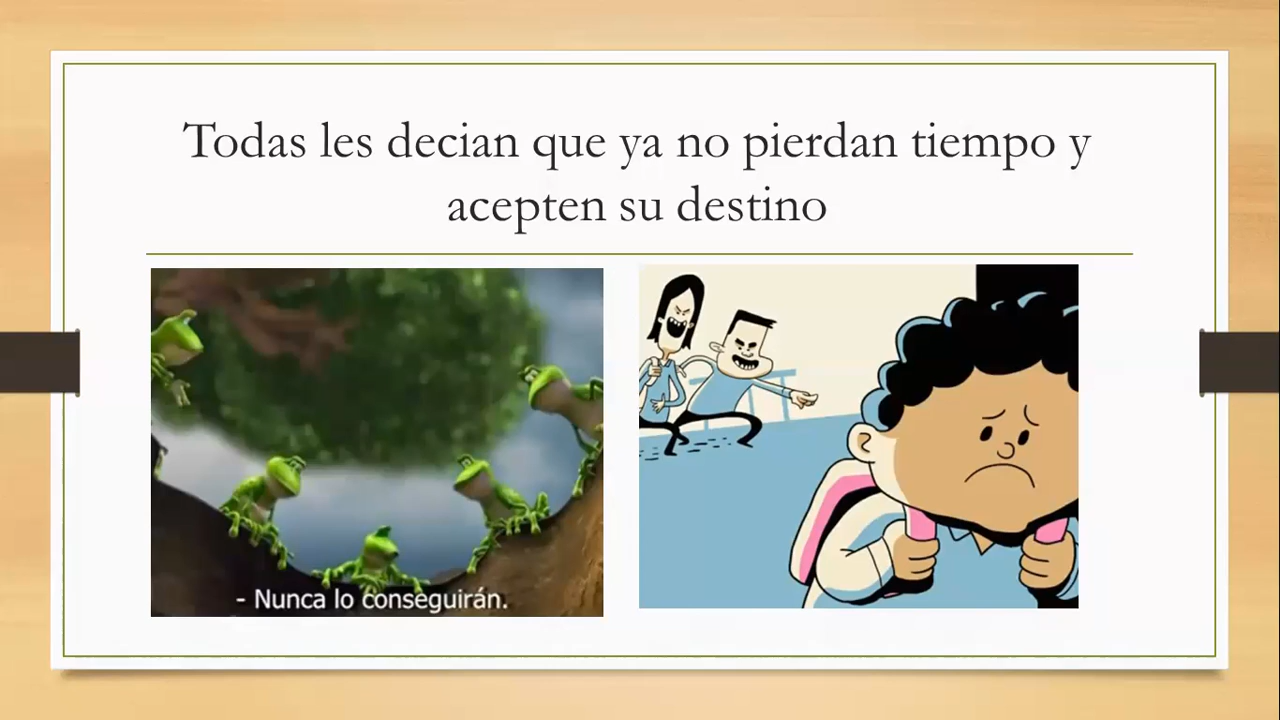 Todas les decian que ya no pierdan tiempo y
acepten su destino
- Nunca lo conseguirán.